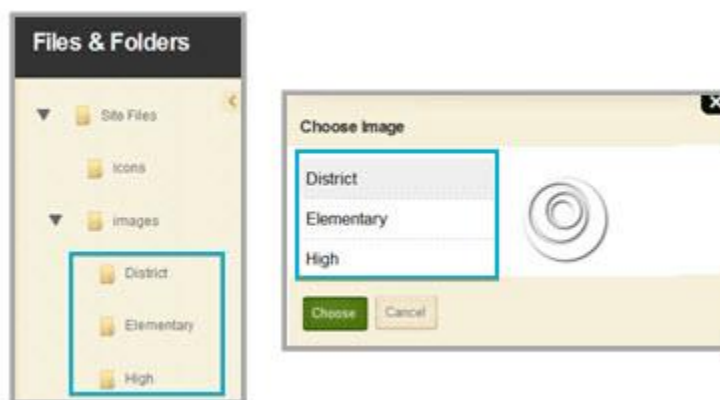 Files & Folders
Site Files
Icons
images
District
Elementary
High
Choose Image
District
Elementary
High
Choose
Cancel